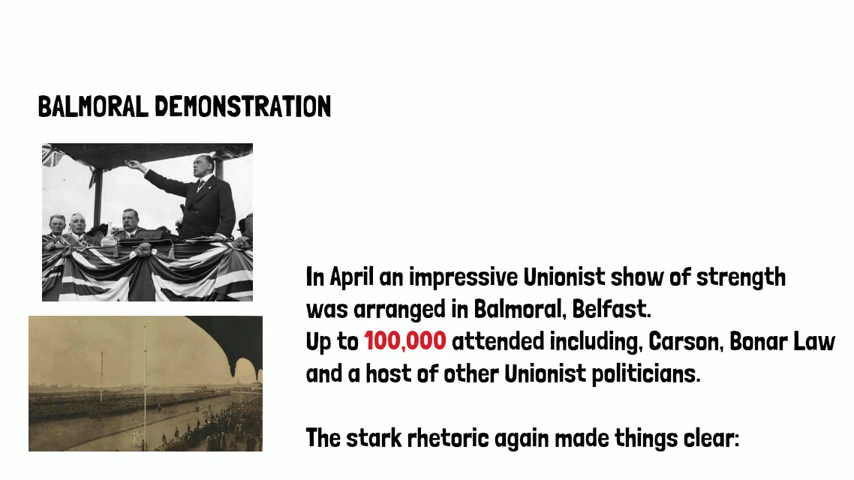 BALMORAL DEMONSTRATION
In April an impressive Unionist show of strength
was arranged in Balmoral, Belfast.
Up to 100,000 attended including, Carson, Bonar Law
and a host of other Unionist politicians.
The stark rhetoric again made things clear: